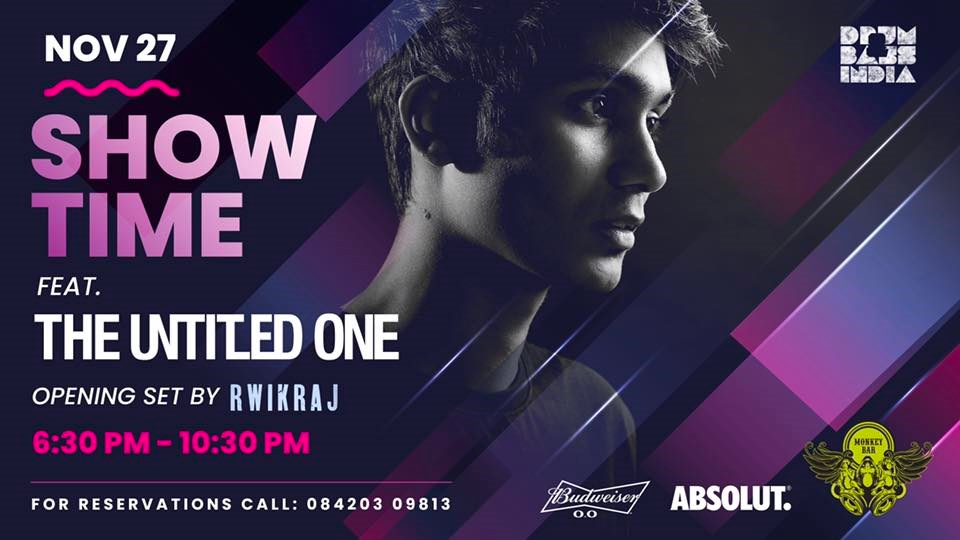 NOV 27
DRUM
BASS
INDIA
SHOW
TIME
FEAT.
THE UNTITLED ONE
OPENING SET BY RWIKRAJ
6:30 PM - 10:30 PM
FOR RESERVATIONS CALL: 084203 09813
Budweiser
0.0
ABSOLUT.®
MONKEY
BAR